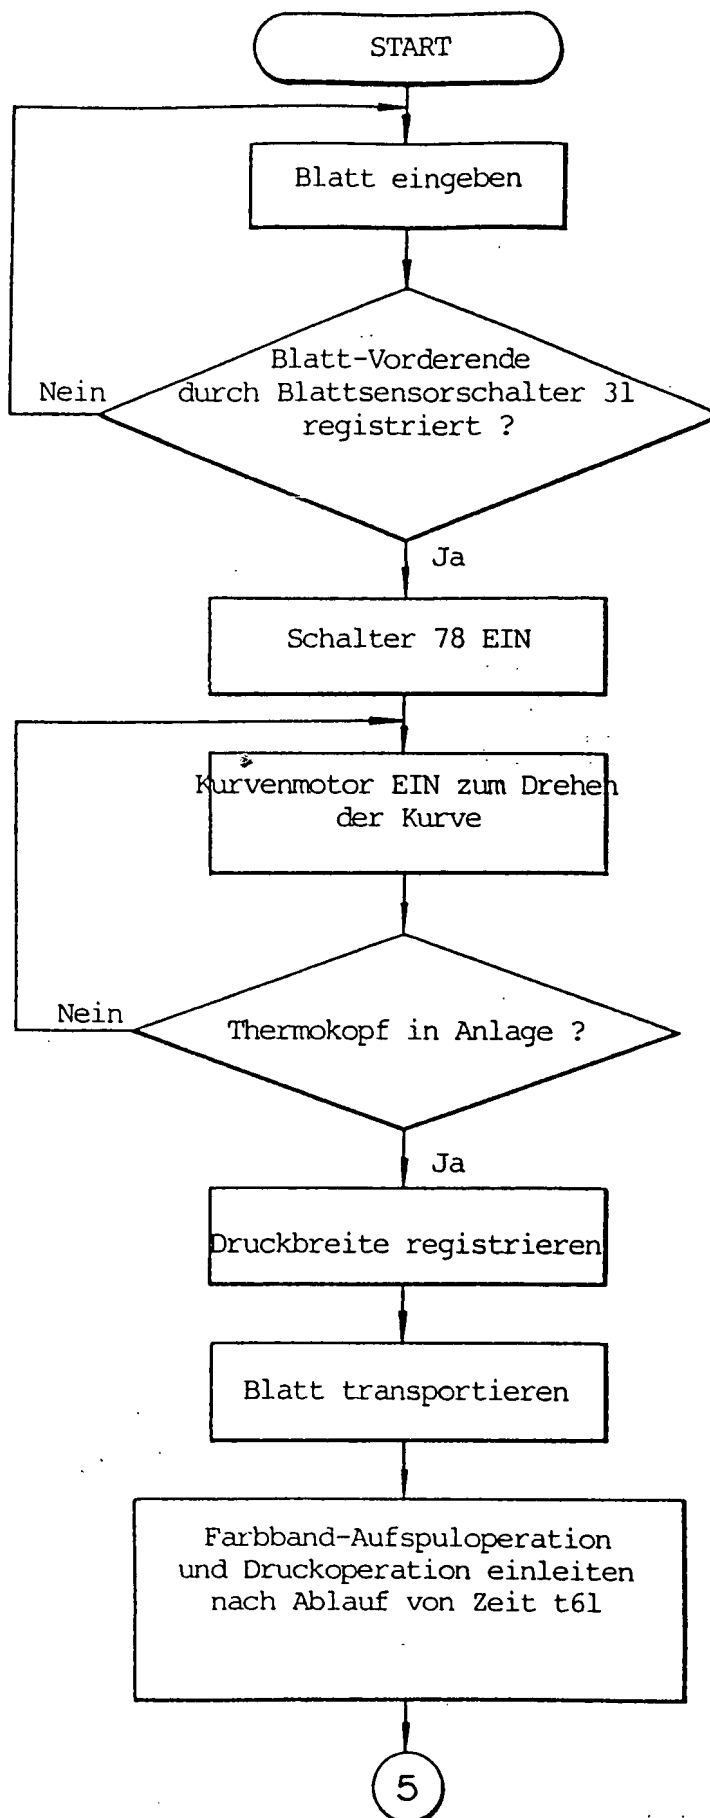 START
Blatt eingeben
Blatt-Vorderende
durch Blattsensorschalter 31
registriert ?
Nein
Ja
Schalter 78 EIN
Kurvenmotor EIN zum Drehen
der Kurve
Thermokopf in Anlage ?
Nein
Ja
Druckbreite registrieren
Blatt transportieren
Farbband-Aufspuloperation
und Druckoperation einleiten
nach Ablauf von Zeit t61
5